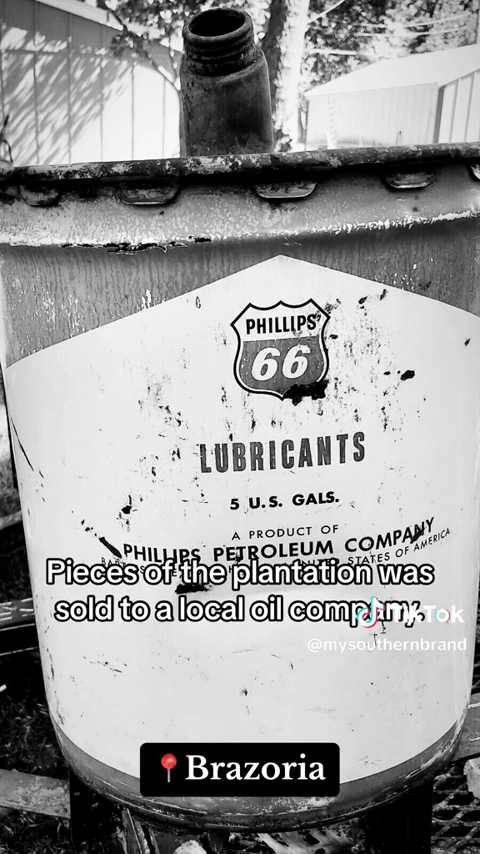 PHILLIPS
66
LUBRICANTS
5 U.S. GALS.
A PRODUCT OF
PHILLIPS PETROLEUM COMPANY
STATES OF AMERICA
Pieces of the plantation was
sold to a local oil company.
TikTok
@mysouthernbrand
📍Brazoria